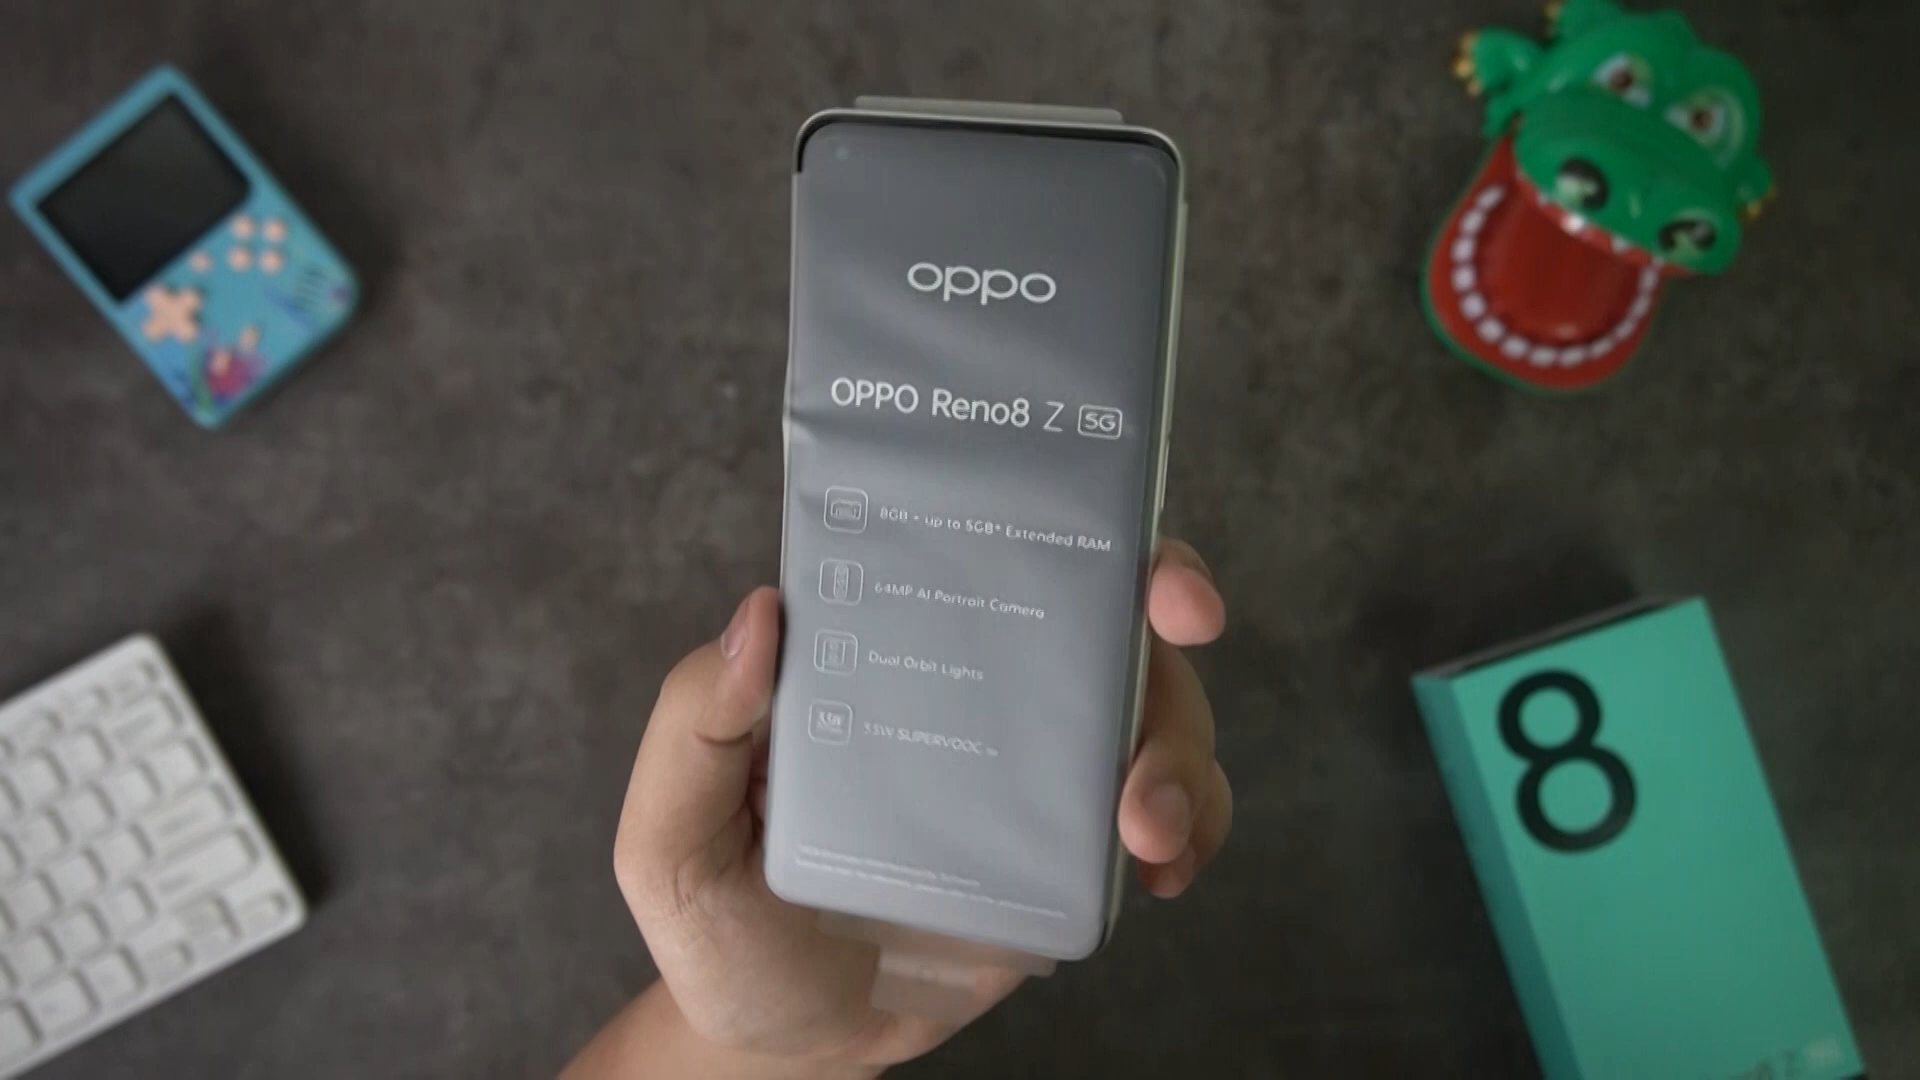 oppo
OPPO Reno8 Z 5G
8GB + up to 5GB* Extended RAM
64MP AI Portrait Camera
Dual Orbit Lights
33W SUPERVOOC™
8